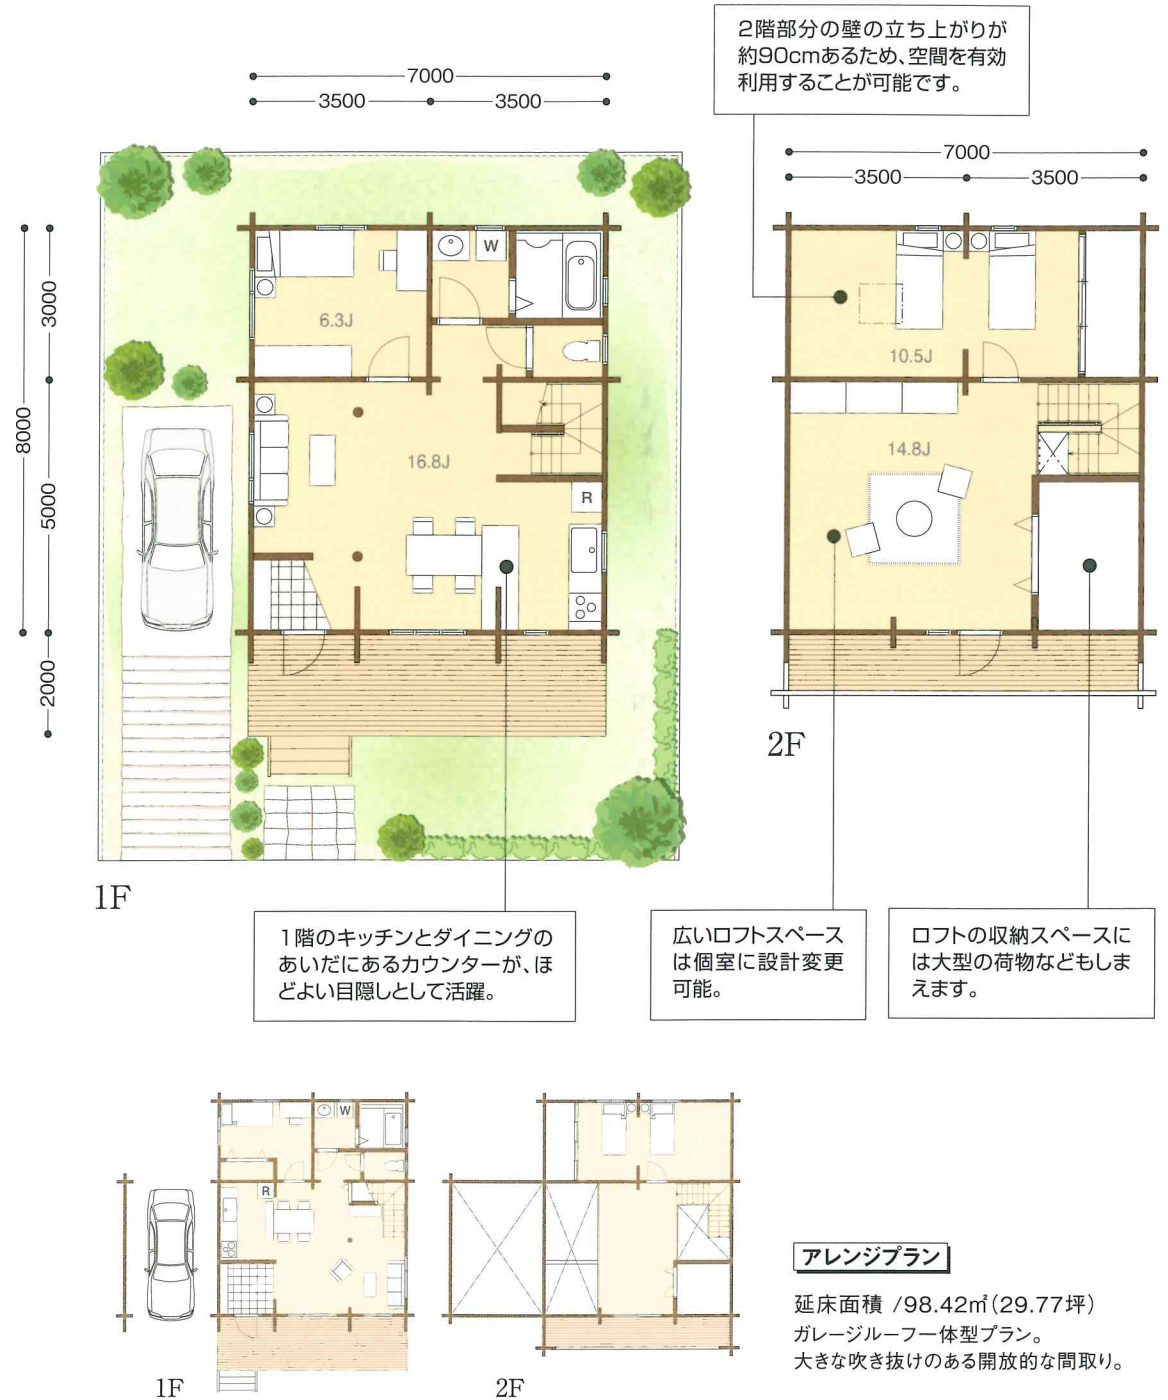 2階部分の壁の立ち上がりが
約90cmあるため、空間を有効
利用することが可能です。
7000
3500
3500
7000
3500
3500
3000
8000
5000
2000
6.3J
W
16.8J
R
10.5J
14.8J
2F
1F
1階のキッチンとダイニングの
あいだにあるカウンターが、ほ
どよい目隠しとして活躍。
広いロフトスペース
は個室に設計変更
可能。
ロフトの収納スペースに
は大型の荷物などもしま
えます。
W
R
1F
2F
アレンジプラン
延床面積 /98.42㎡(29.77坪)
ガレージルーフ一体型プラン。
大きな吹き抜けのある開放的な間取り。